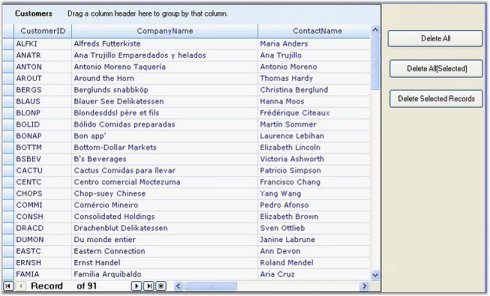 Customers Drag a column header here to group by that column.
CustomerID CompanyName ContactName
ALFKI Alfreds Futterkiste Maria Anders
ANATR Ana Trujillo Emparedados y helados Ana Trujillo
ANTON Antonio Moreno Taquería Antonio Moreno
AROUT Around the Horn Thomas Hardy
BERGS Berglunds snabbköp Christina Berglund
BLAUS Blauer See Delikatessen Hanna Moos
BLONP Blondesddsl père et fils Frédérique Citeaux
BOLID Bólido Comidas preparadas Martín Sommer
BONAP Bon app' Laurence Lebihan
BOTTM Bottom-Dollar Markets Elizabeth Lincoln
BSBEV B's Beverages Victoria Ashworth
CACTU Cactus Comidas para llevar Patricio Simpson
CENTC Centro comercial Moctezuma Francisco Chang
CHOPS Chop-suey Chinese Yang Wang
COMMI Comércio Mineiro Pedro Afonso
CONSH Consolidated Holdings Elizabeth Brown
DRACD Drachenblut Delikatessen Sven Ottlieb
DUMON Du monde entier Janine Labrune
EASTC Eastern Connection Ann Devon
ERNSH Ernst Handel Roland Mendel
FAMIA Familia Arquibaldo Aria Cruz
Record of 91
Delete All
Delete All[Selected]
Delete Selected Records